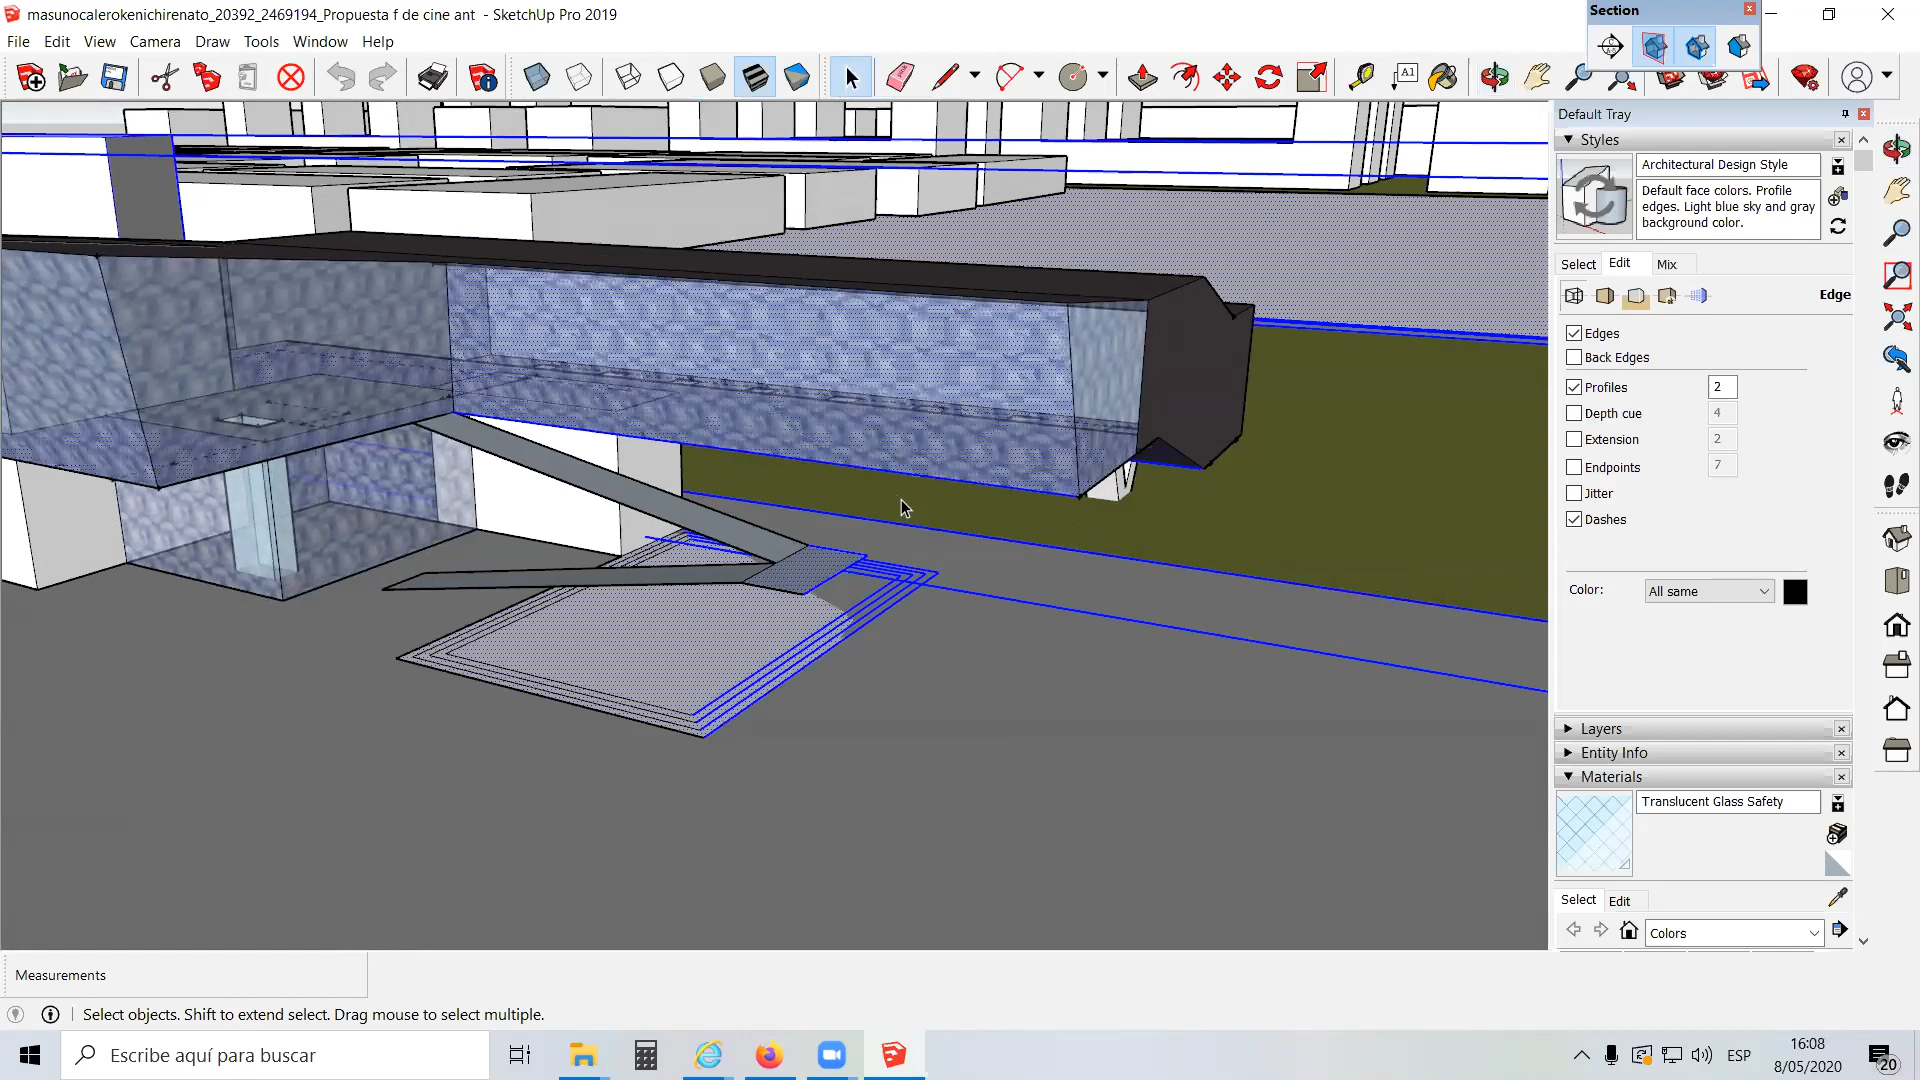 masunocalerokenichirenato_20392_2469194_Propuesta f de cine ant - SketchUp Pro 2019
Section
File Edit View Camera Draw Tools Window Help
A1
Default Tray
Styles
Architectural Design Style
Default face colors. Profile edges. Light blue sky and gray background color.
Select Edit Mix
Edge
Edges
Back Edges
Profiles 2
Depth cue 4
Extension 2
Endpoints 7
Jitter
Dashes
Color: All same
Layers
Entity Info
Materials
Translucent Glass Safety
Select Edit
Colors
Measurements
Select objects. Shift to extend select. Drag mouse to select multiple.
Escribe aquí para buscar
ESP
16:08
8/05/2020
20